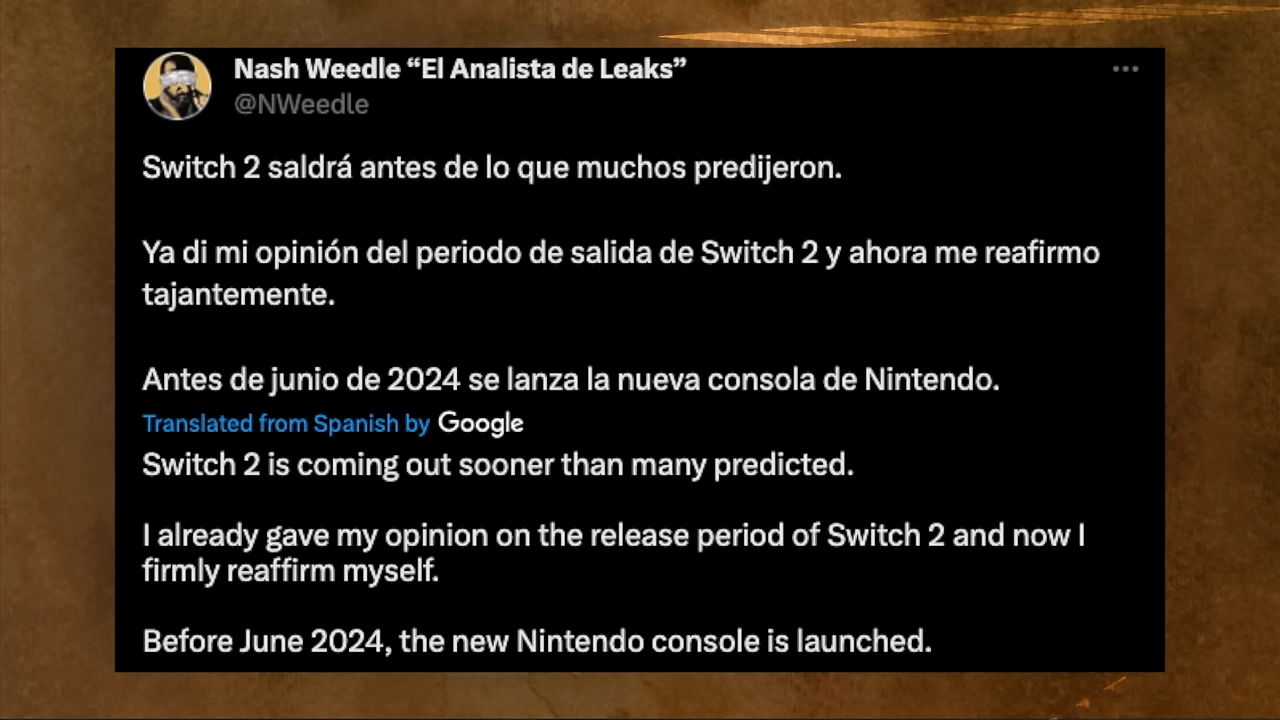 Nash Weedle “El Analista de Leaks”
@NWeedle
Switch 2 saldrá antes de lo que muchos predijeron.
Ya di mi opinión del periodo de salida de Switch 2 y ahora me reafirmo
tajantemente.
Antes de junio de 2024 se lanza la nueva consola de Nintendo.
Translated from Spanish by Google
Switch 2 is coming out sooner than many predicted.
I already gave my opinion on the release period of Switch 2 and now I
firmly reaffirm myself.
Before June 2024, the new Nintendo console is launched.